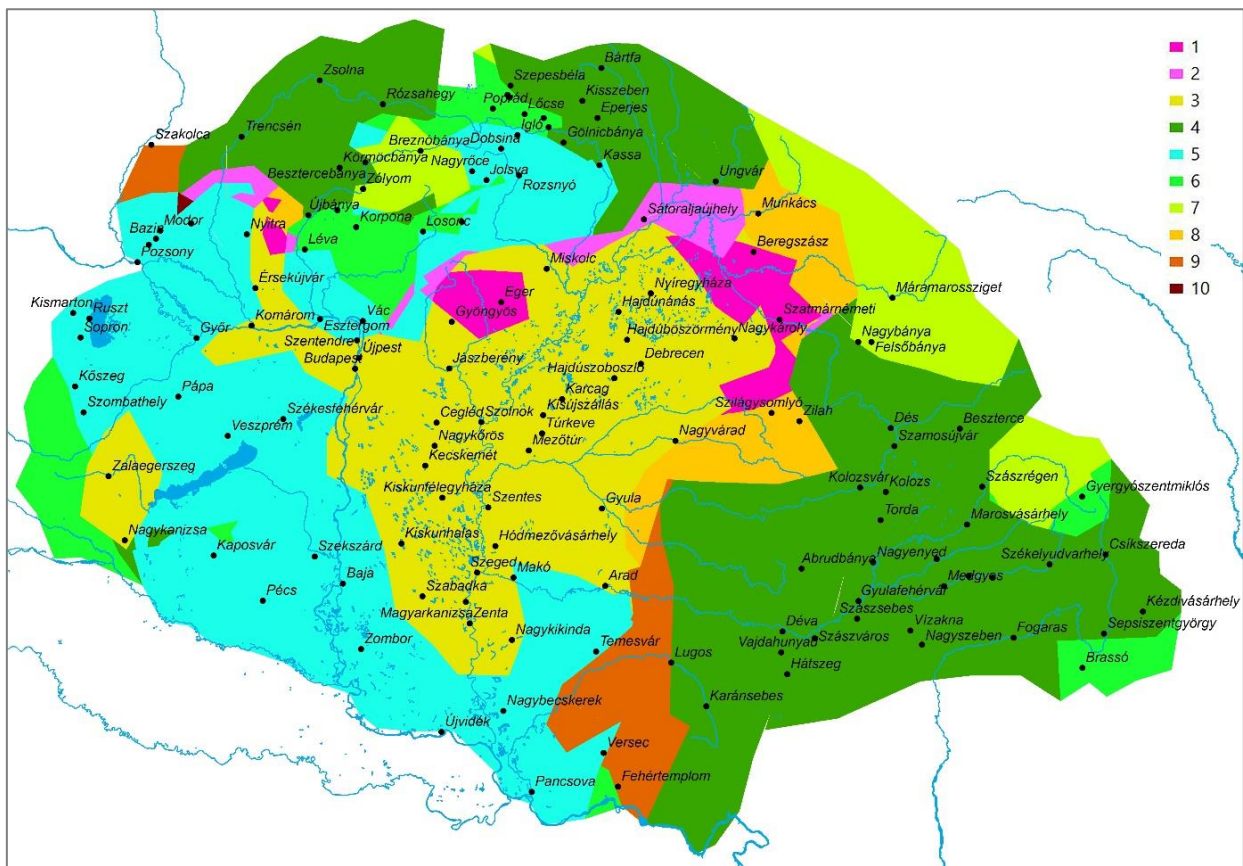 Bártfa
1
Zsolna
Szepesbéla
2
Kisszeben
Rózsahegy
Poprád
Lőcse
3
Eperjes
Igló
4
Trencsén
Gölnicbánya
Szakolca
Breznóbánya
Dobsina
5
Körmöcbánya
Nagyrőce
Kassa
6
Besztercebánya
Jolsva
Ungvár
7
Zólyom
Rozsnyó
8
Újbánya
Sátoraljaújhely
Munkács
9
Modor
Korpona
Losonc
10
Bazin
Nyitra
Léva
Beregszász
Pozsony
Miskolc
Érsekújvár
Nyíregyháza
Máramarossziget
Kismarton
Ruszt
Eger
Hajdúnánás
Szatmárnémeti
Komárom
Vác
Gyöngyös
Sopron
Győr
Esztergom
Hajdúböszörmény
Nagykároly
Nagybánya
Szentendre
Újpest
Felsőbánya
Budapest
Jászberény
Debrecen
Hajdúszoboszló
Kőszeg
Pápa
Karcag
Szombathely
Székesfehérvár
Cegléd
Szolnok
Kisújszállás
Szilágysomlyó
Zilah
Dés
Beszterce
Veszprém
Túrkeve
Nagykőrös
Mezőtúr
Nagyvárad
Szamosújvár
Zalaegerszeg
Kecskemét
Kiskunfélegyháza
Kolozsvár
Kolozs
Szászrégen
Gyergyószentmiklós
Szentes
Gyula
Torda
Marosvásárhely
Nagykanizsa
Kiskunhalas
Hódmezővásárhely
Kaposvár
Szekszárd
Abrudbánya
Nagyenyed
Székelyudvarhely
Csíkszereda
Szeged
Makó
Arad
Baja
Medgyes
Pécs
Szabadka
Gyulafehérvár
Kézdivásárhely
Magyarkanizsa
Zenta
Szászsebes
Sepsiszentgyörgy
Zombor
Nagykikinda
Déva
Vízakna
Fogaras
Temesvár
Vajdahunyad
Szászváros
Nagyszeben
Lugos
Hátszeg
Brassó
Nagybecskerek
Karánsebes
Újvidék
Versec
Pancsova
Fehértemplom